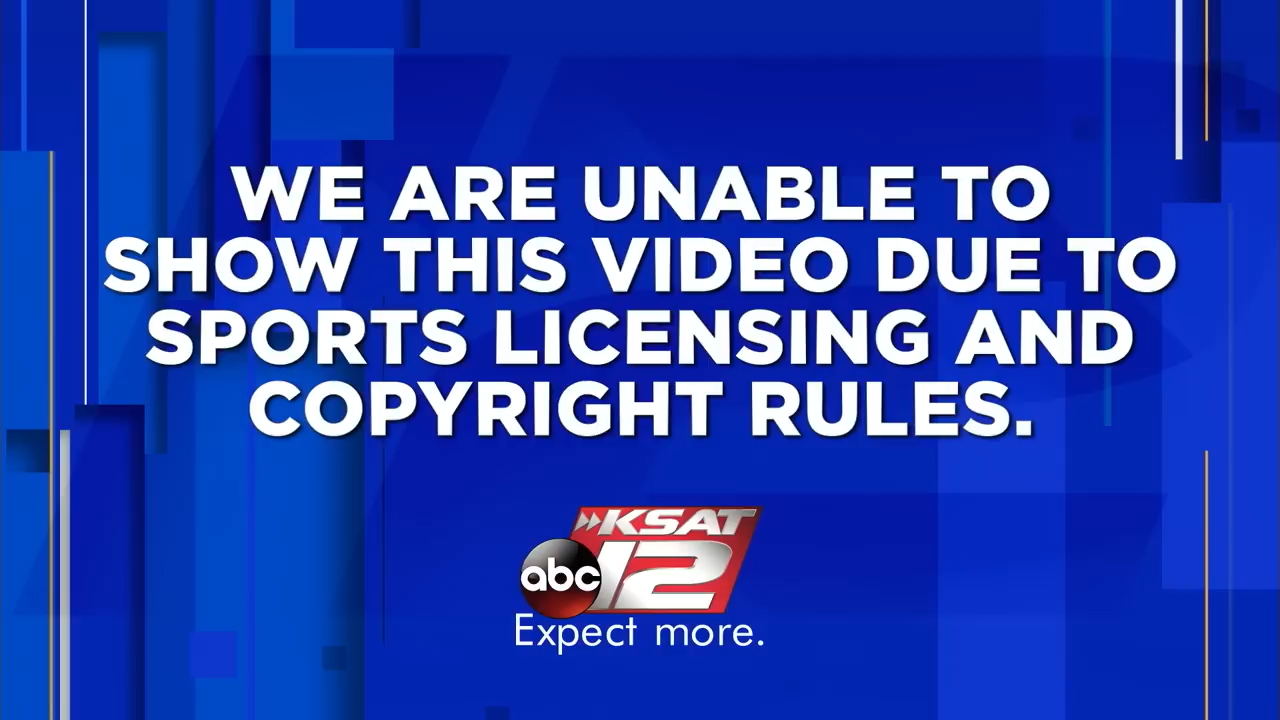 WE ARE UNABLE TO
SHOW THIS VIDEO DUE TO
SPORTS LICENSING AND
COPYRIGHT RULES.
KSAT
abc 12
Expect more.